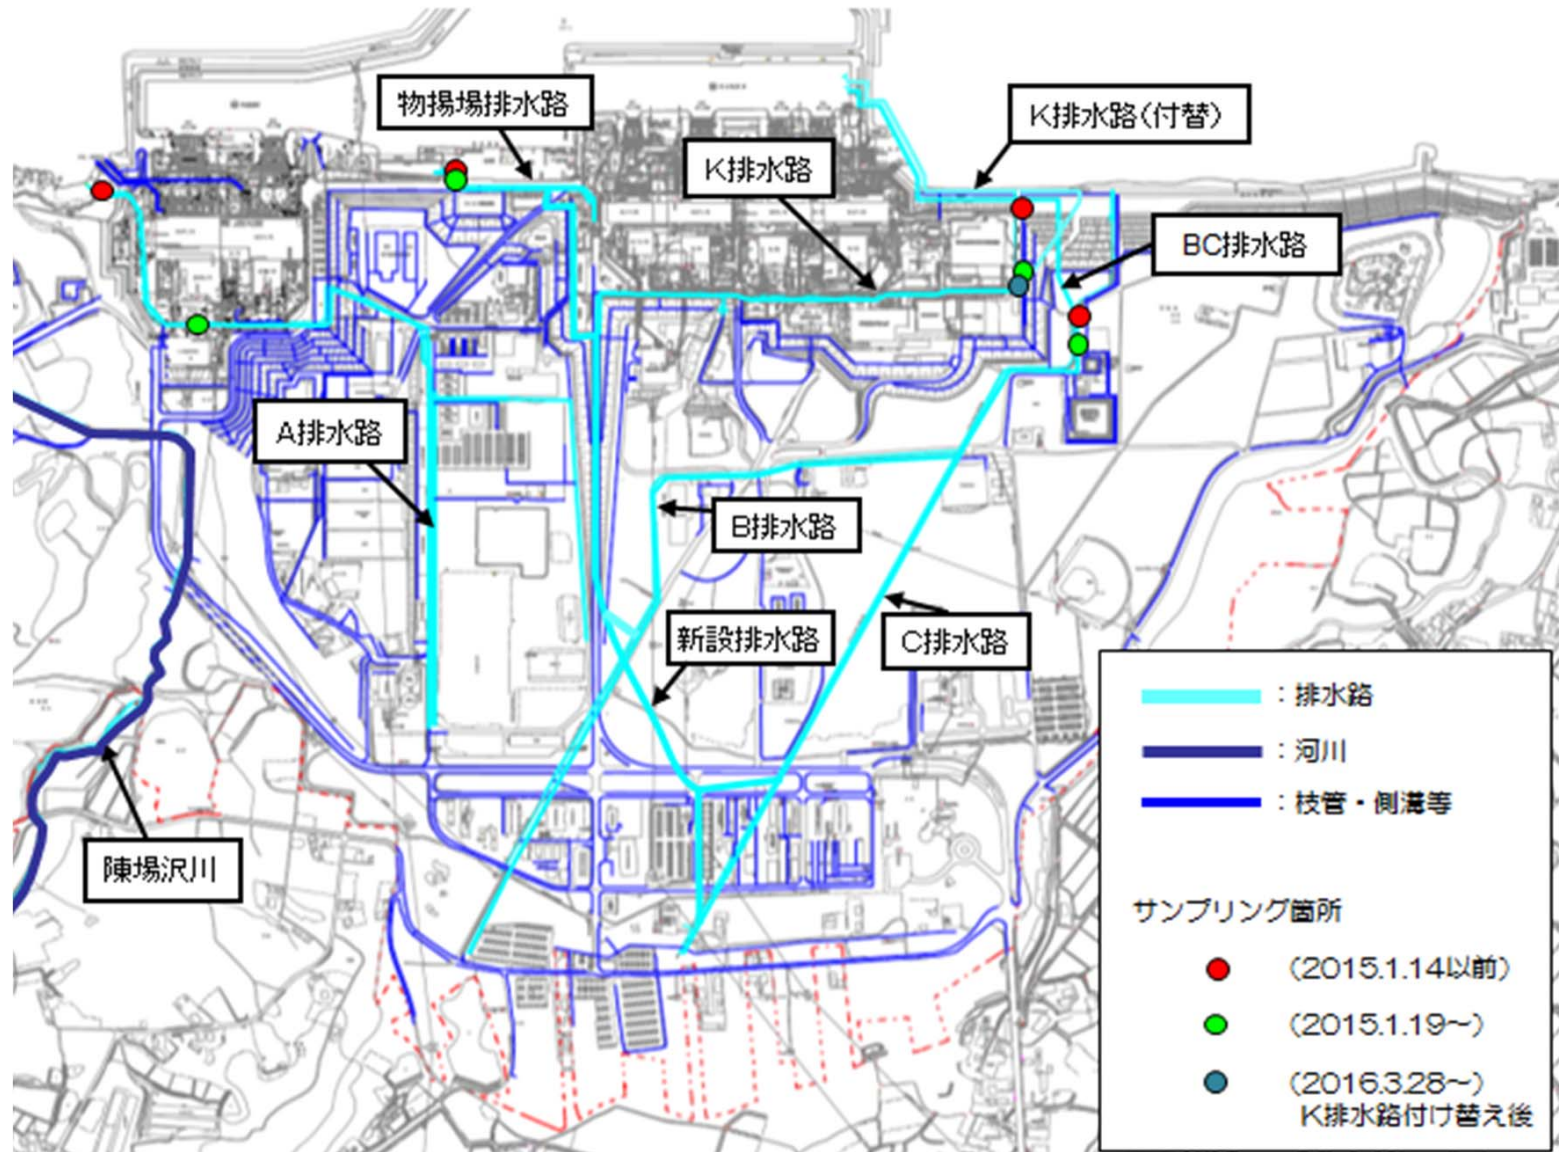 物揚場排水路
K排水路(付替)
K排水路
BC排水路
A排水路
B排水路
新設排水路
C排水路
陳場沢川
：排水路
：河川
：枝管・側溝等
サンプリング箇所
（2015.1.14以前）
（2015.1.19～）
（2016.3.28～）
K排水路付け替え後